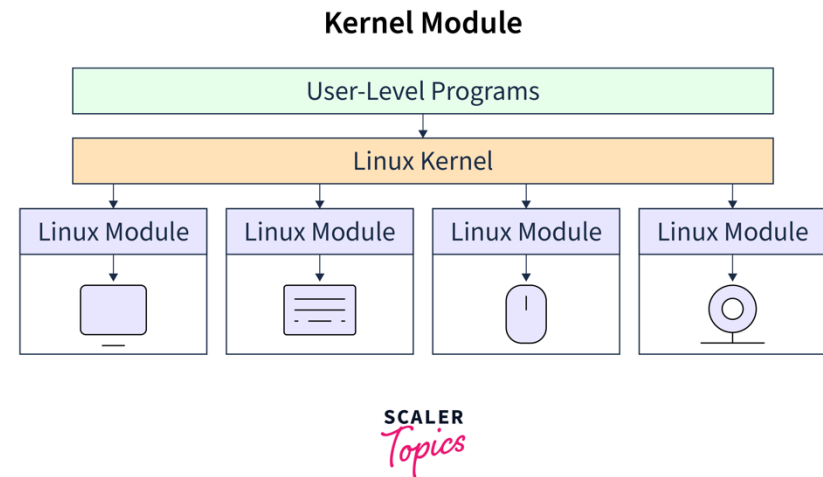 Kernel Module
User-Level Programs
Linux Kernel
Linux Module
Linux Module
Linux Module
Linux Module
SCALER
Topics